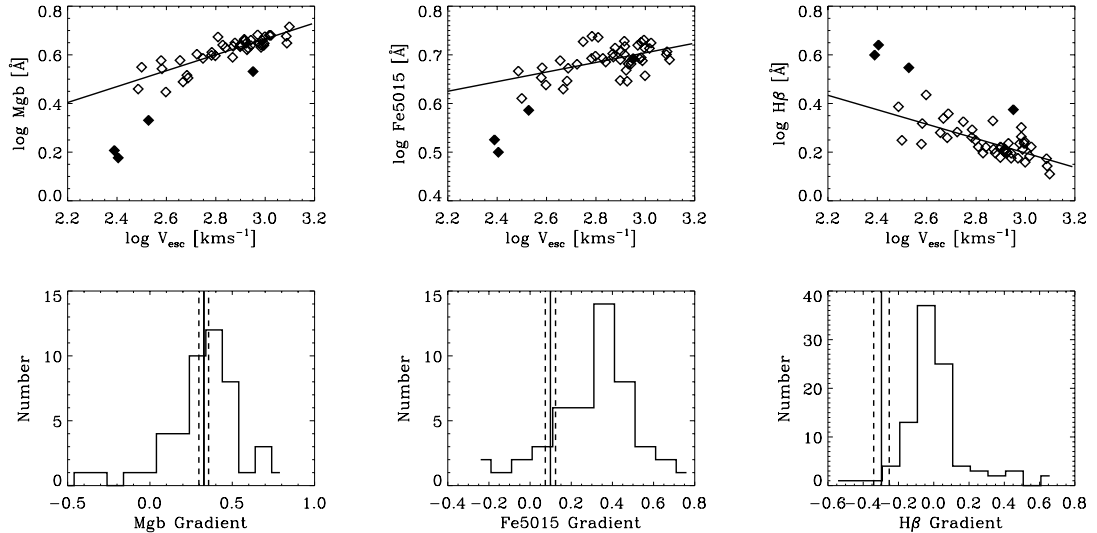 0.8
0.6
0.4
0.2
0.0
log Mgb [Å]
2.2 2.4 2.6 2.8 3.0 3.2
log Vesc [kms⁻¹]
0.8
0.7
0.6
0.5
0.4
log Fe5015 [Å]
2.2 2.4 2.6 2.8 3.0 3.2
log Vesc [kms⁻¹]
0.8
0.6
0.4
0.2
0.0
log Hβ [Å]
2.2 2.4 2.6 2.8 3.0 3.2
log Vesc [kms⁻¹]
15
10
5
0
Number
−0.5 0.0 0.5 1.0
Mgb Gradient
15
10
5
0
Number
−0.4 −0.2 0.0 0.2 0.4 0.6 0.8
Fe5015 Gradient
40
30
20
10
0
Number
−0.6 −0.4 −0.2 0.0 0.2 0.4 0.6 0.8
Hβ Gradient